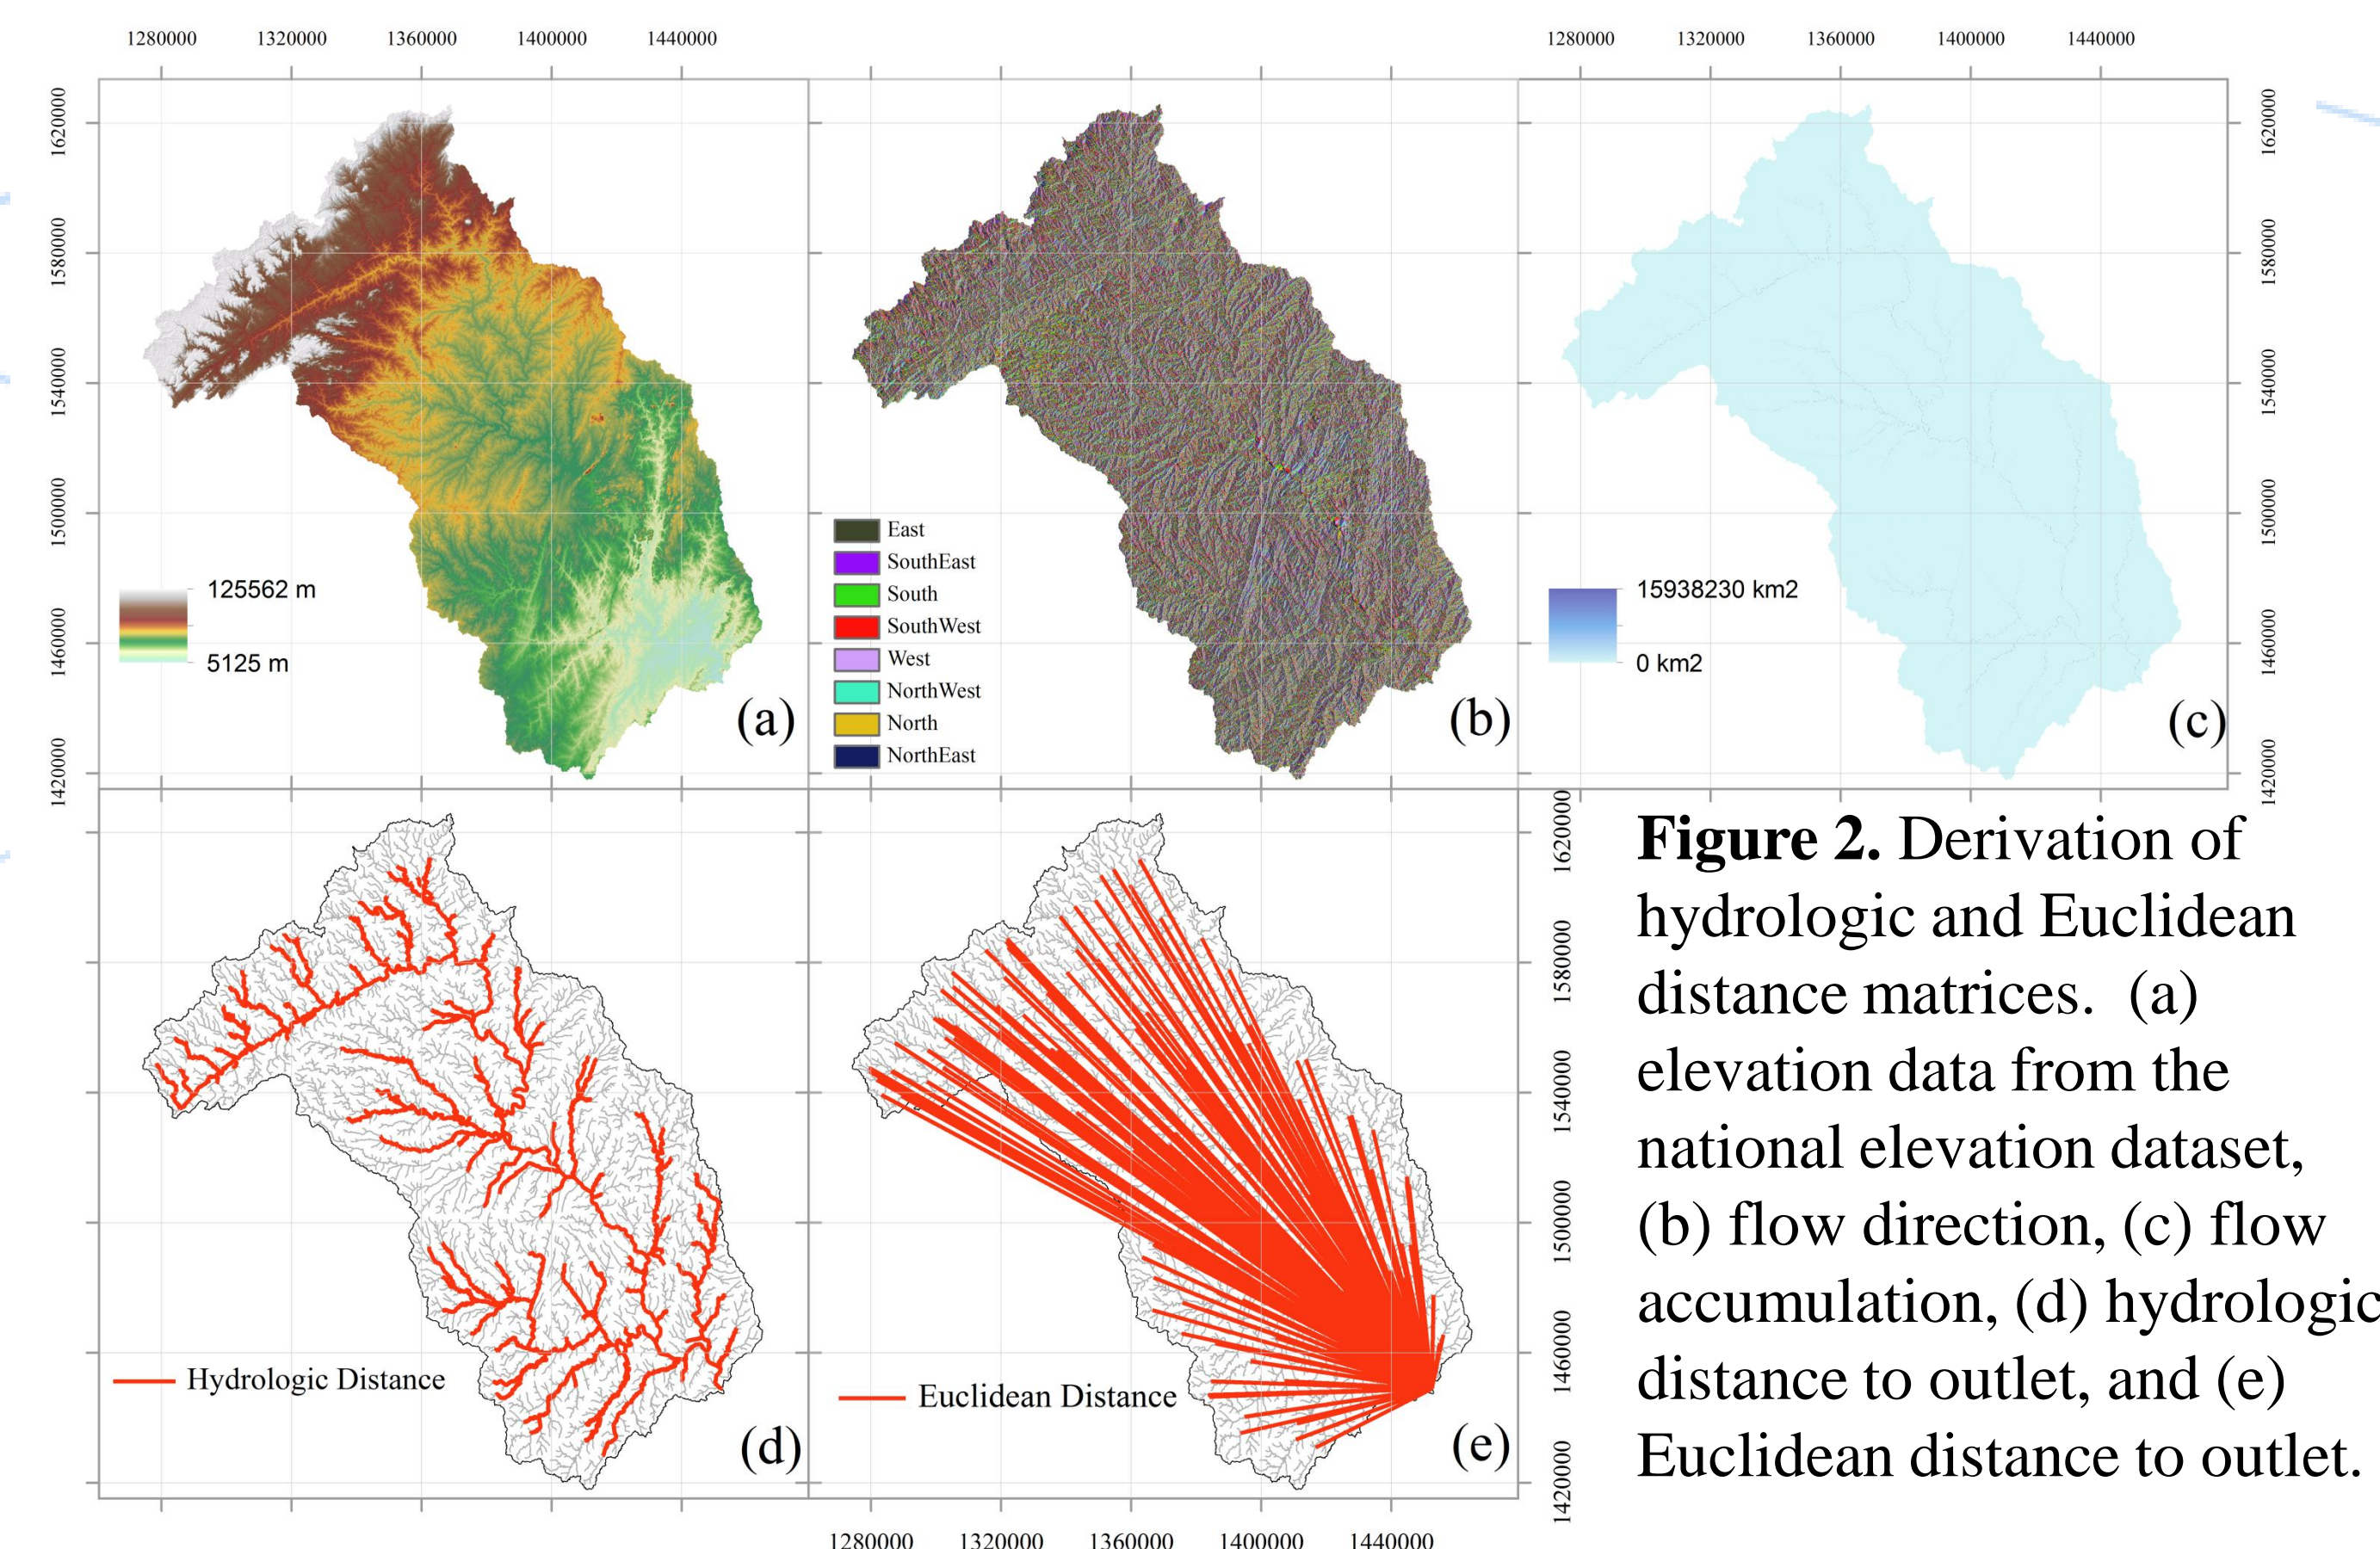 1280000 1320000 1360000 1400000 1440000
1280000 1320000 1360000 1400000 1440000
1620000
1580000
1540000
1500000
1460000
1420000
125562 m
5125 m
(a)
East
SouthEast
South
SouthWest
West
NorthWest
North
NorthEast
(b)
15938230 km2
0 km2
(c)
1620000
1580000
1540000
1500000
1460000
1420000
Hydrologic Distance
(d)
Euclidean Distance
(e)
1620000
1580000
1540000
1500000
1460000
1420000
1280000 1320000 1360000 1400000 1440000
Figure 2. Derivation of
hydrologic and Euclidean
distance matrices. (a)
elevation data from the
national elevation dataset,
(b) flow direction, (c) flow
accumulation, (d) hydrologic
distance to outlet, and (e)
Euclidean distance to outlet.